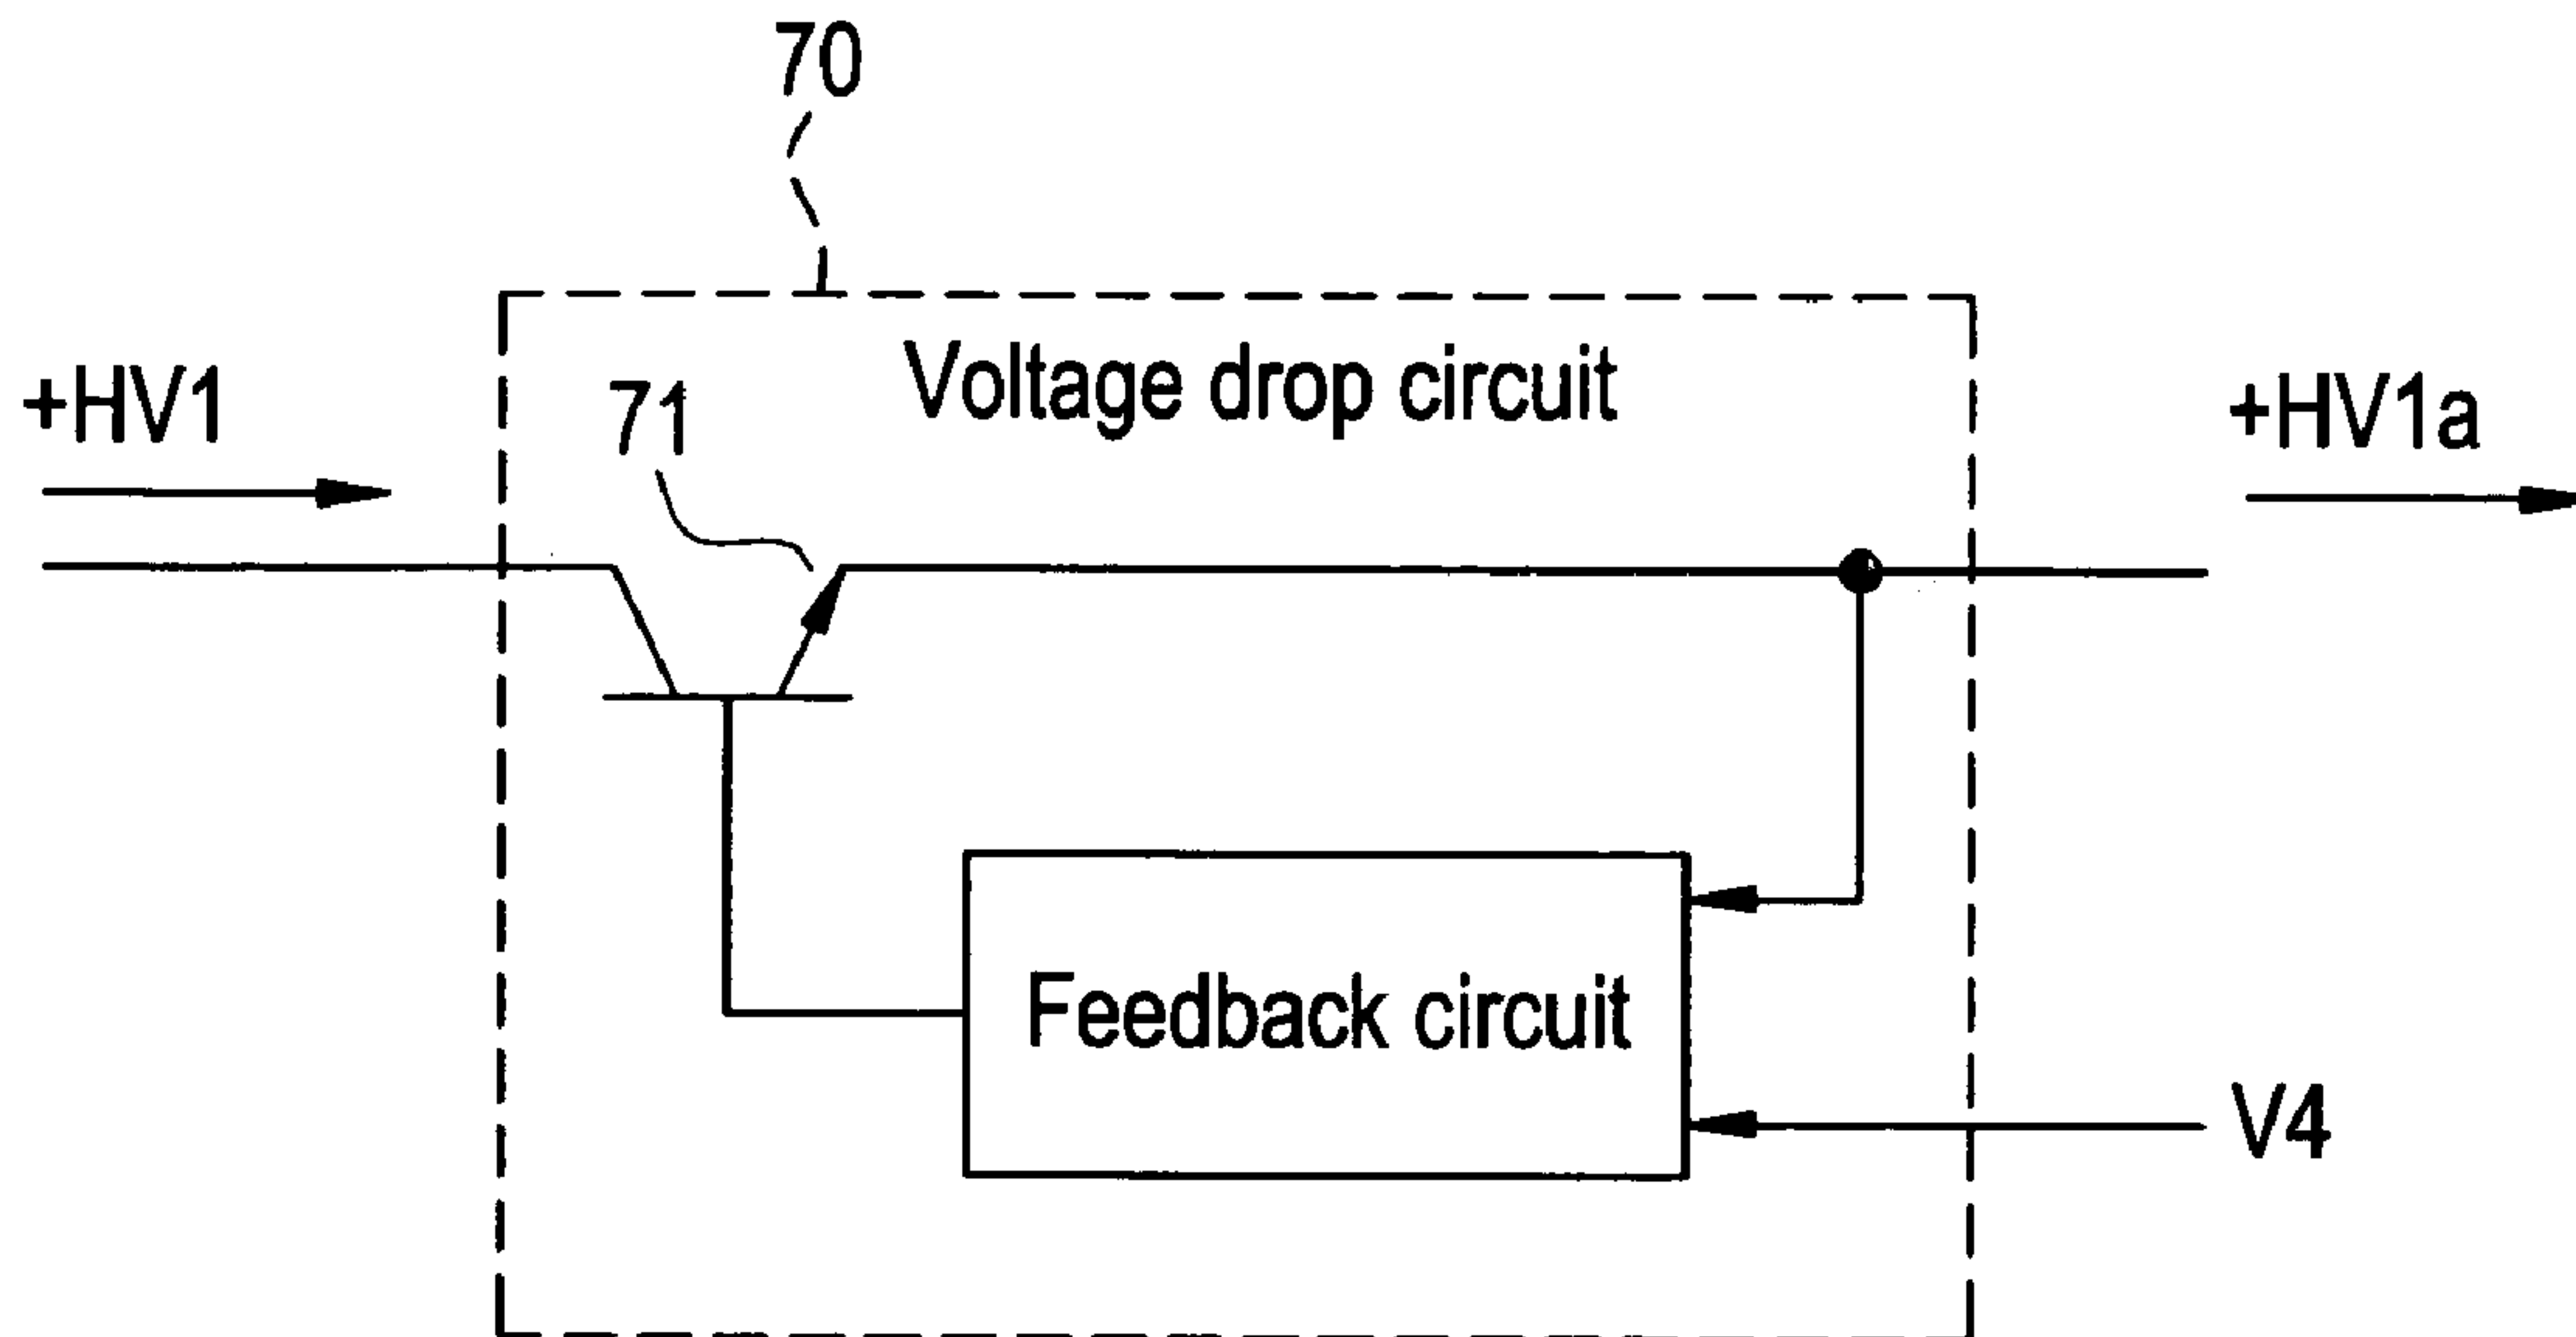 70
Voltage drop circuit
+HV1
71
+HV1a
Feedback circuit
V4